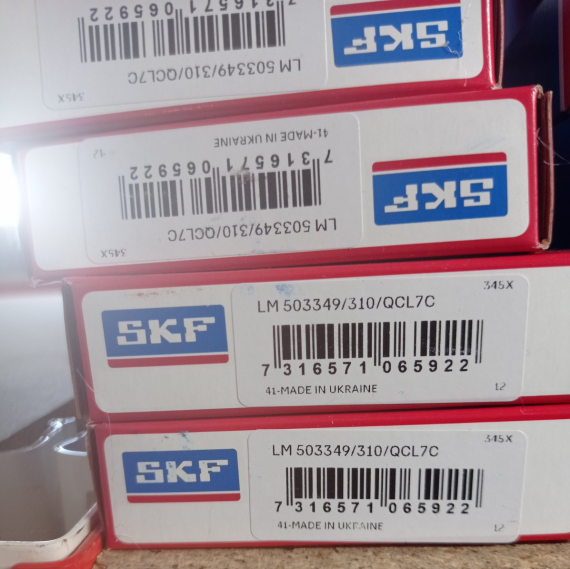 7 316571 065922
SKF
LM 503349/310/QCL7C
345X
41-MADE IN UKRAINE
12
7 316571 065922
SKF
LM 503349/310/QCL7C
345X
345X
LM 503349/310/QCL7C
SKF
7 316571 065922
41-MADE IN UKRAINE
12
345X
LM 503349/310/QCL7C
SKF
7 316571 065922
41-MADE IN UKRAINE
12